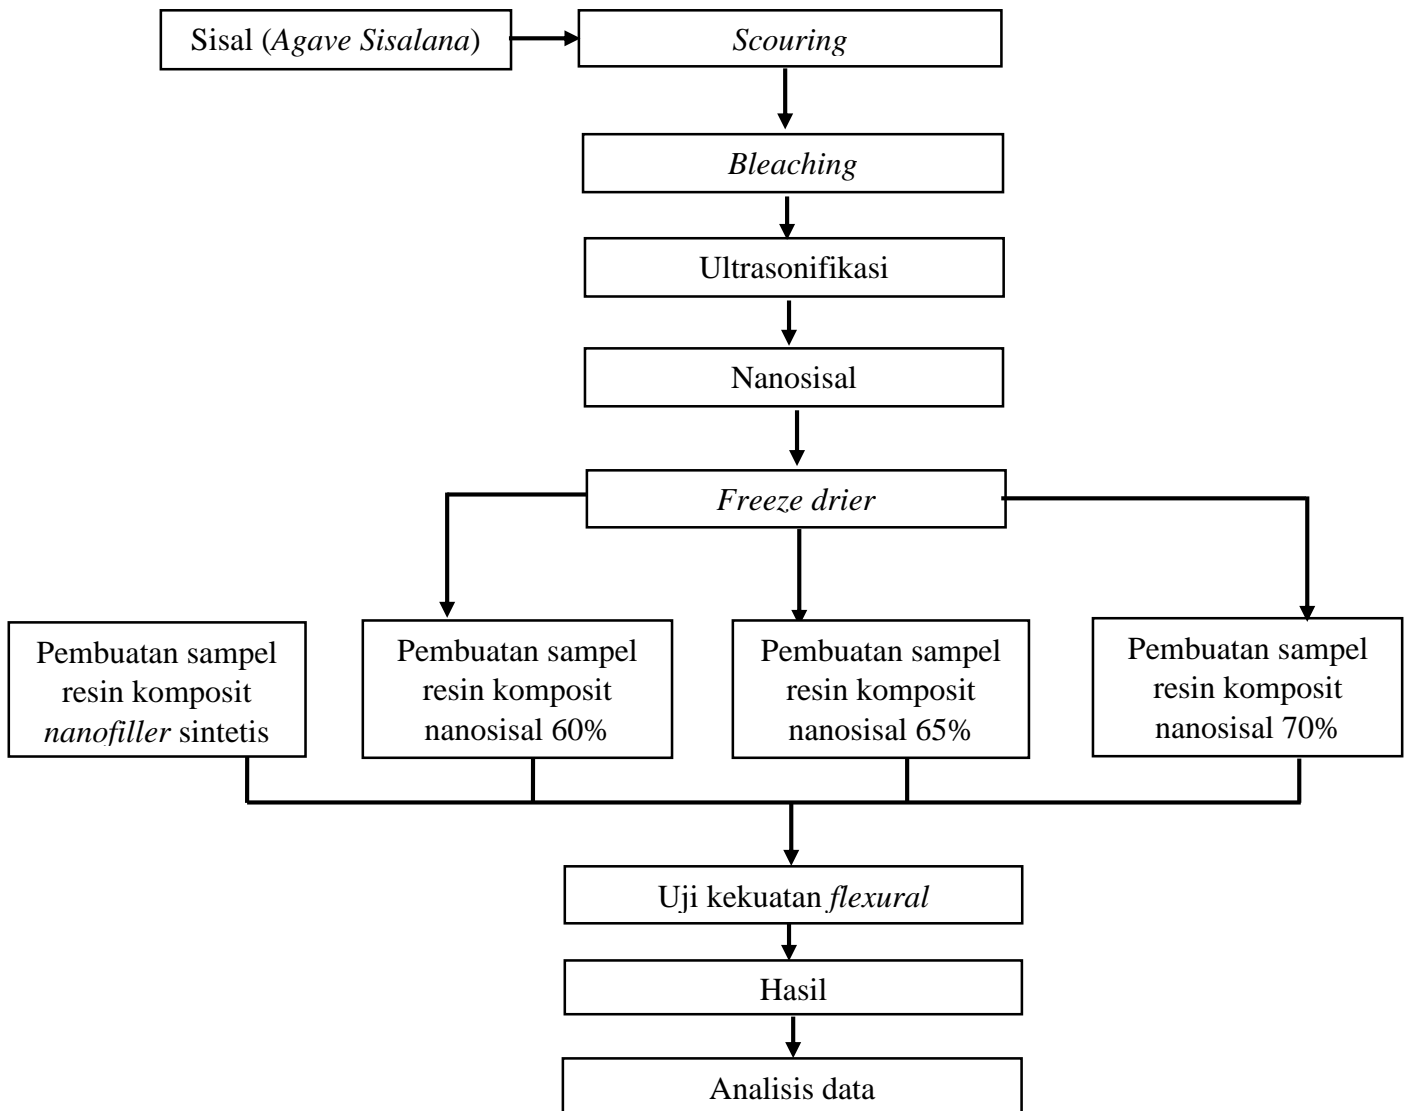 Sisal (Agave Sisalana)
Scouring
Bleaching
Ultrasonifikasi
Nanosisal
Freeze drier
Pembuatan sampel
resin komposit
nanofiller sintetis
Pembuatan sampel
resin komposit
nanosisal 60%
Pembuatan sampel
resin komposit
nanosisal 65%
Pembuatan sampel
resin komposit
nanosisal 70%
Uji kekuatan flexural
Hasil
Analisis data